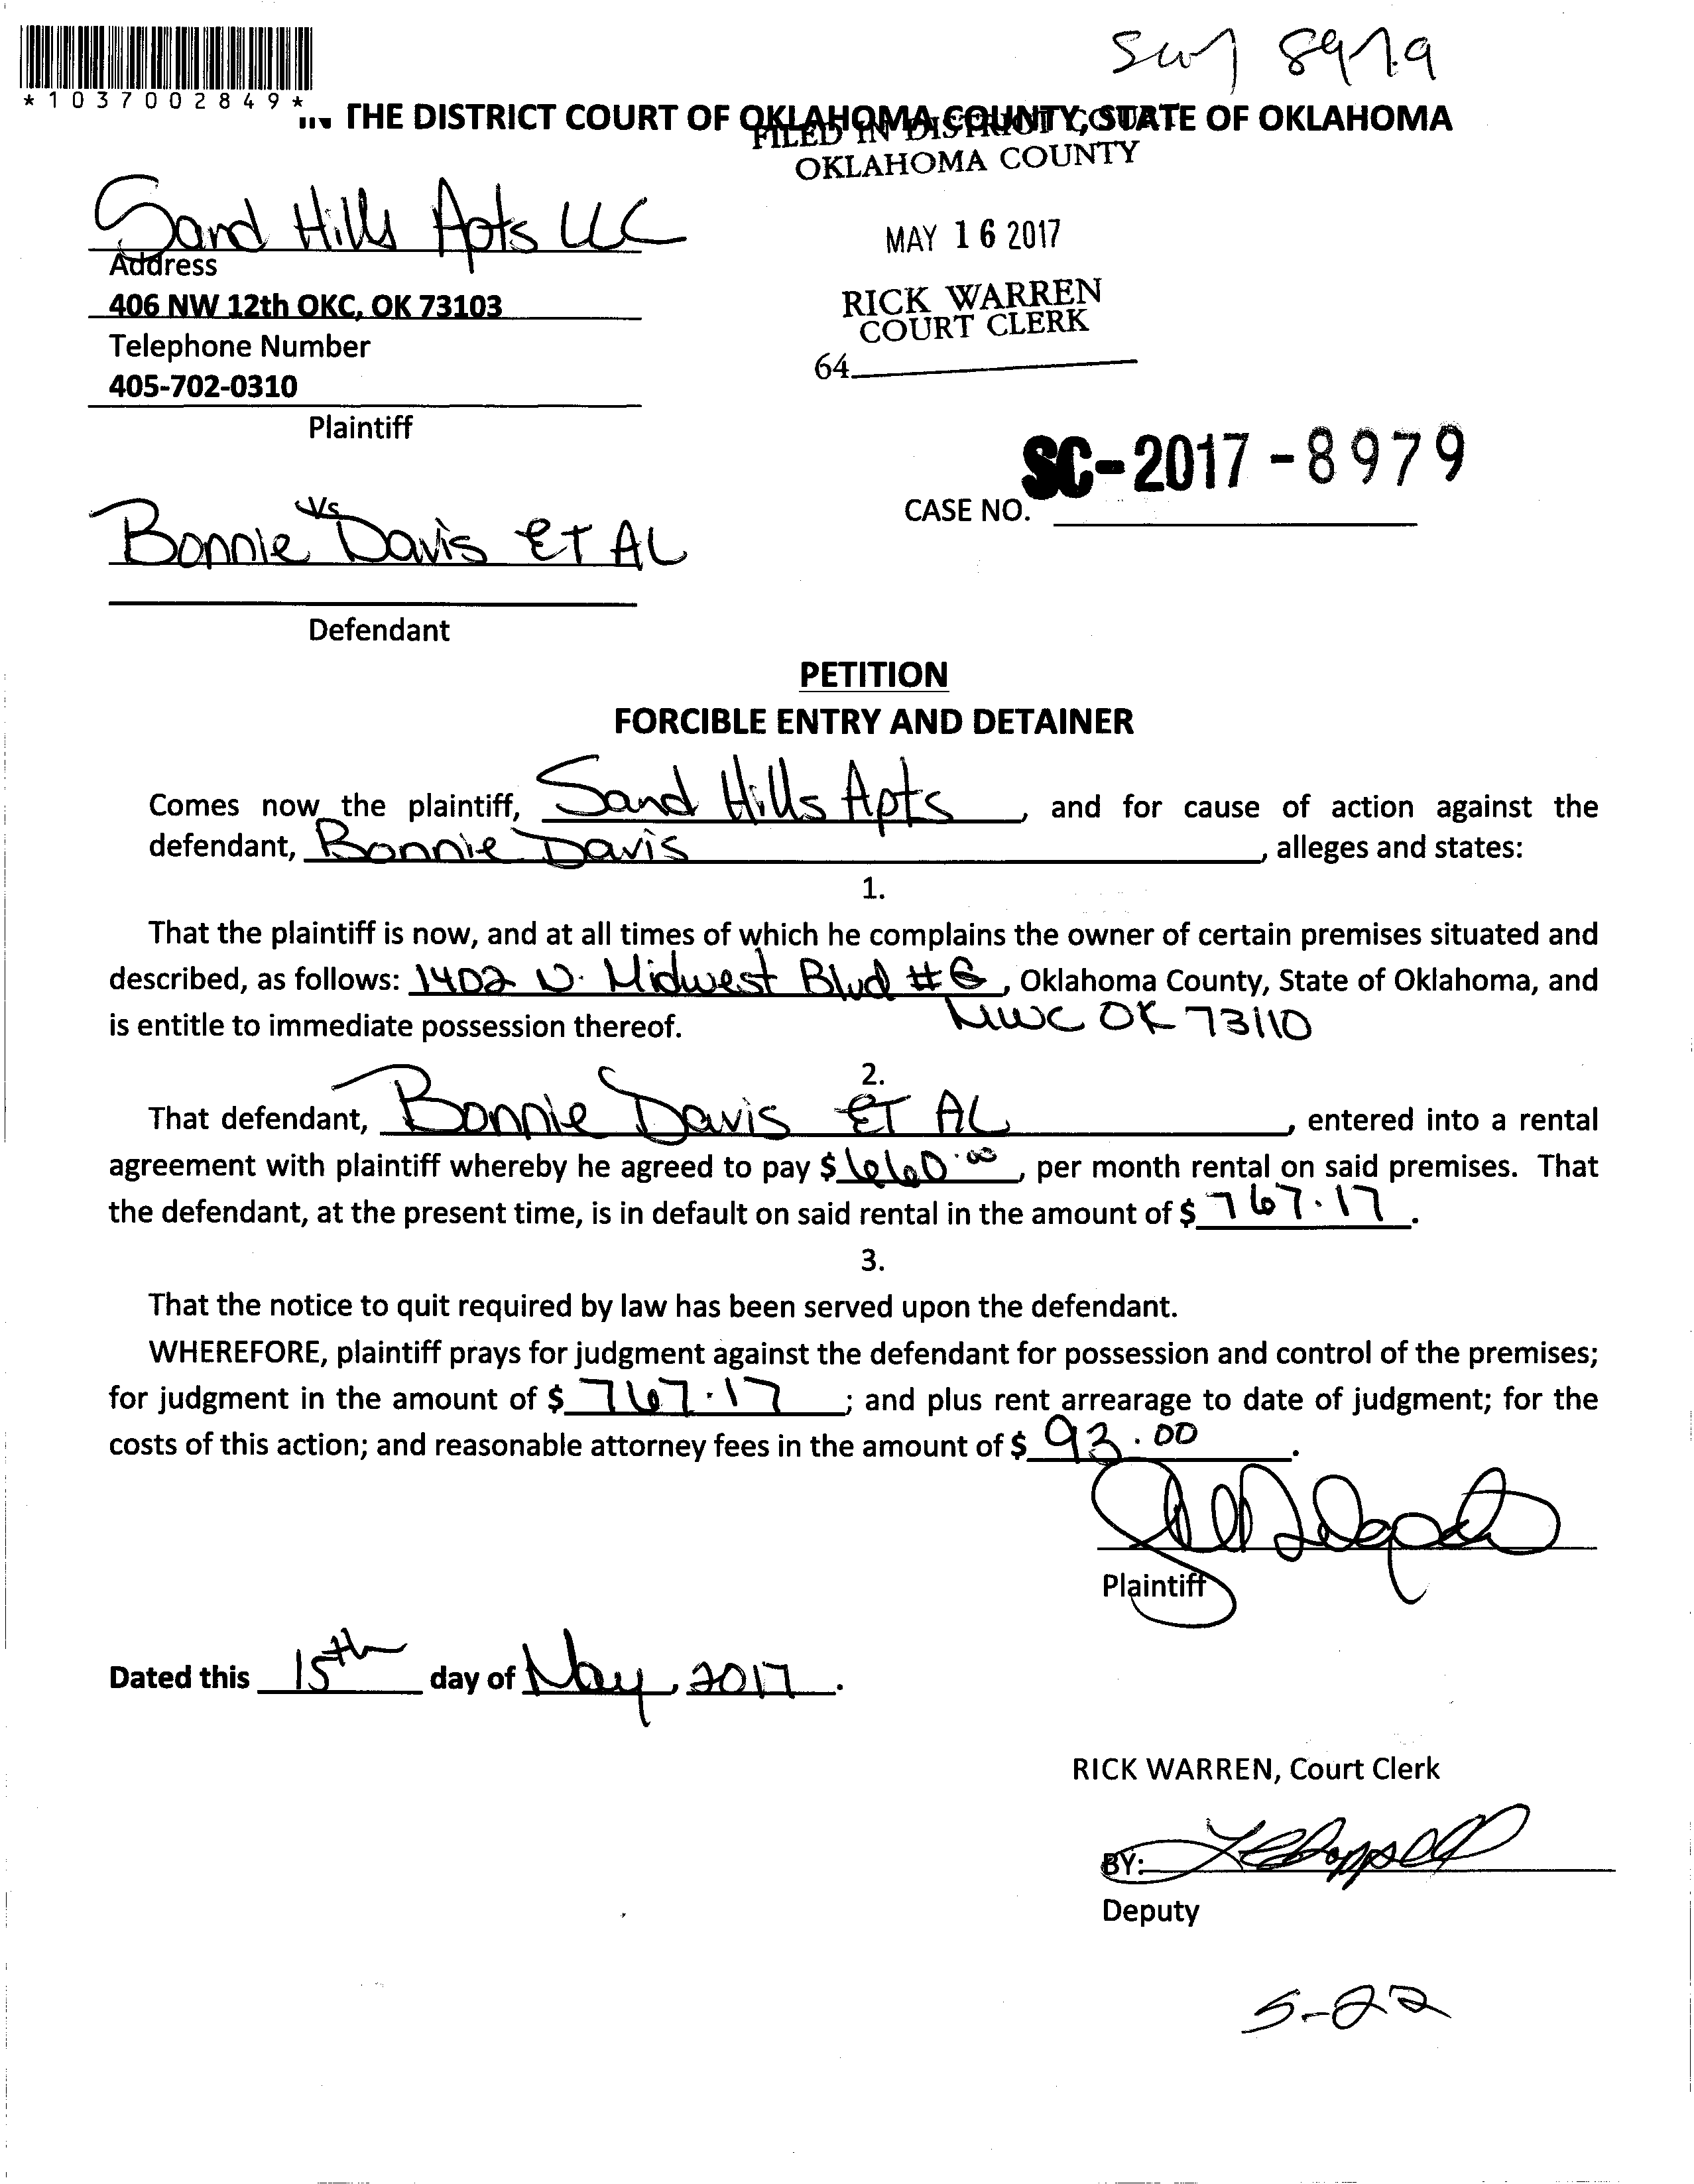 *1037002849*
IN THE DISTRICT COURT OF OKLAHOMA COUNTY, STATE OF OKLAHOMA
FILED IN DISTRICT COURT
OKLAHOMA COUNTY
Sand Hills Apts LLC
MAY 16 2017
Address
406 NW 12th OKC, OK 73103
RICK WARREN
COURT CLERK
Telephone Number
64
405-702-0310
Plaintiff
SC-2017-8979
CASE NO.
Vs
Bonnie Davis ET AL
Defendant
PETITION
FORCIBLE ENTRY AND DETAINER
Comes now the plaintiff, Sand Hills Apts, and for cause of action against the
defendant, Bonnie Davis, alleges and states:
1.
That the plaintiff is now, and at all times of which he complains the owner of certain premises situated and
described, as follows: 1402 N. Midwest Blvd #, Oklahoma County, State of Oklahoma, and
is entitle to immediate possession thereof. MWC OK 73110
2.
That defendant, Bonnie Davis ET AL, entered into a rental
agreement with plaintiff whereby he agreed to pay $660.00, per month rental on said premises. That
the defendant, at the present time, is in default on said rental in the amount of $767.17.
3.
That the notice to quit required by law has been served upon the defendant.
WHEREFORE, plaintiff prays for judgment against the defendant for possession and control of the premises;
for judgment in the amount of $767.17; and plus rent arrearage to date of judgment; for the
costs of this action; and reasonable attorney fees in the amount of $93.00.
Plaintiff
Dated this 15th day of May, 2017.
RICK WARREN, Court Clerk
BY:
Deputy
5-22